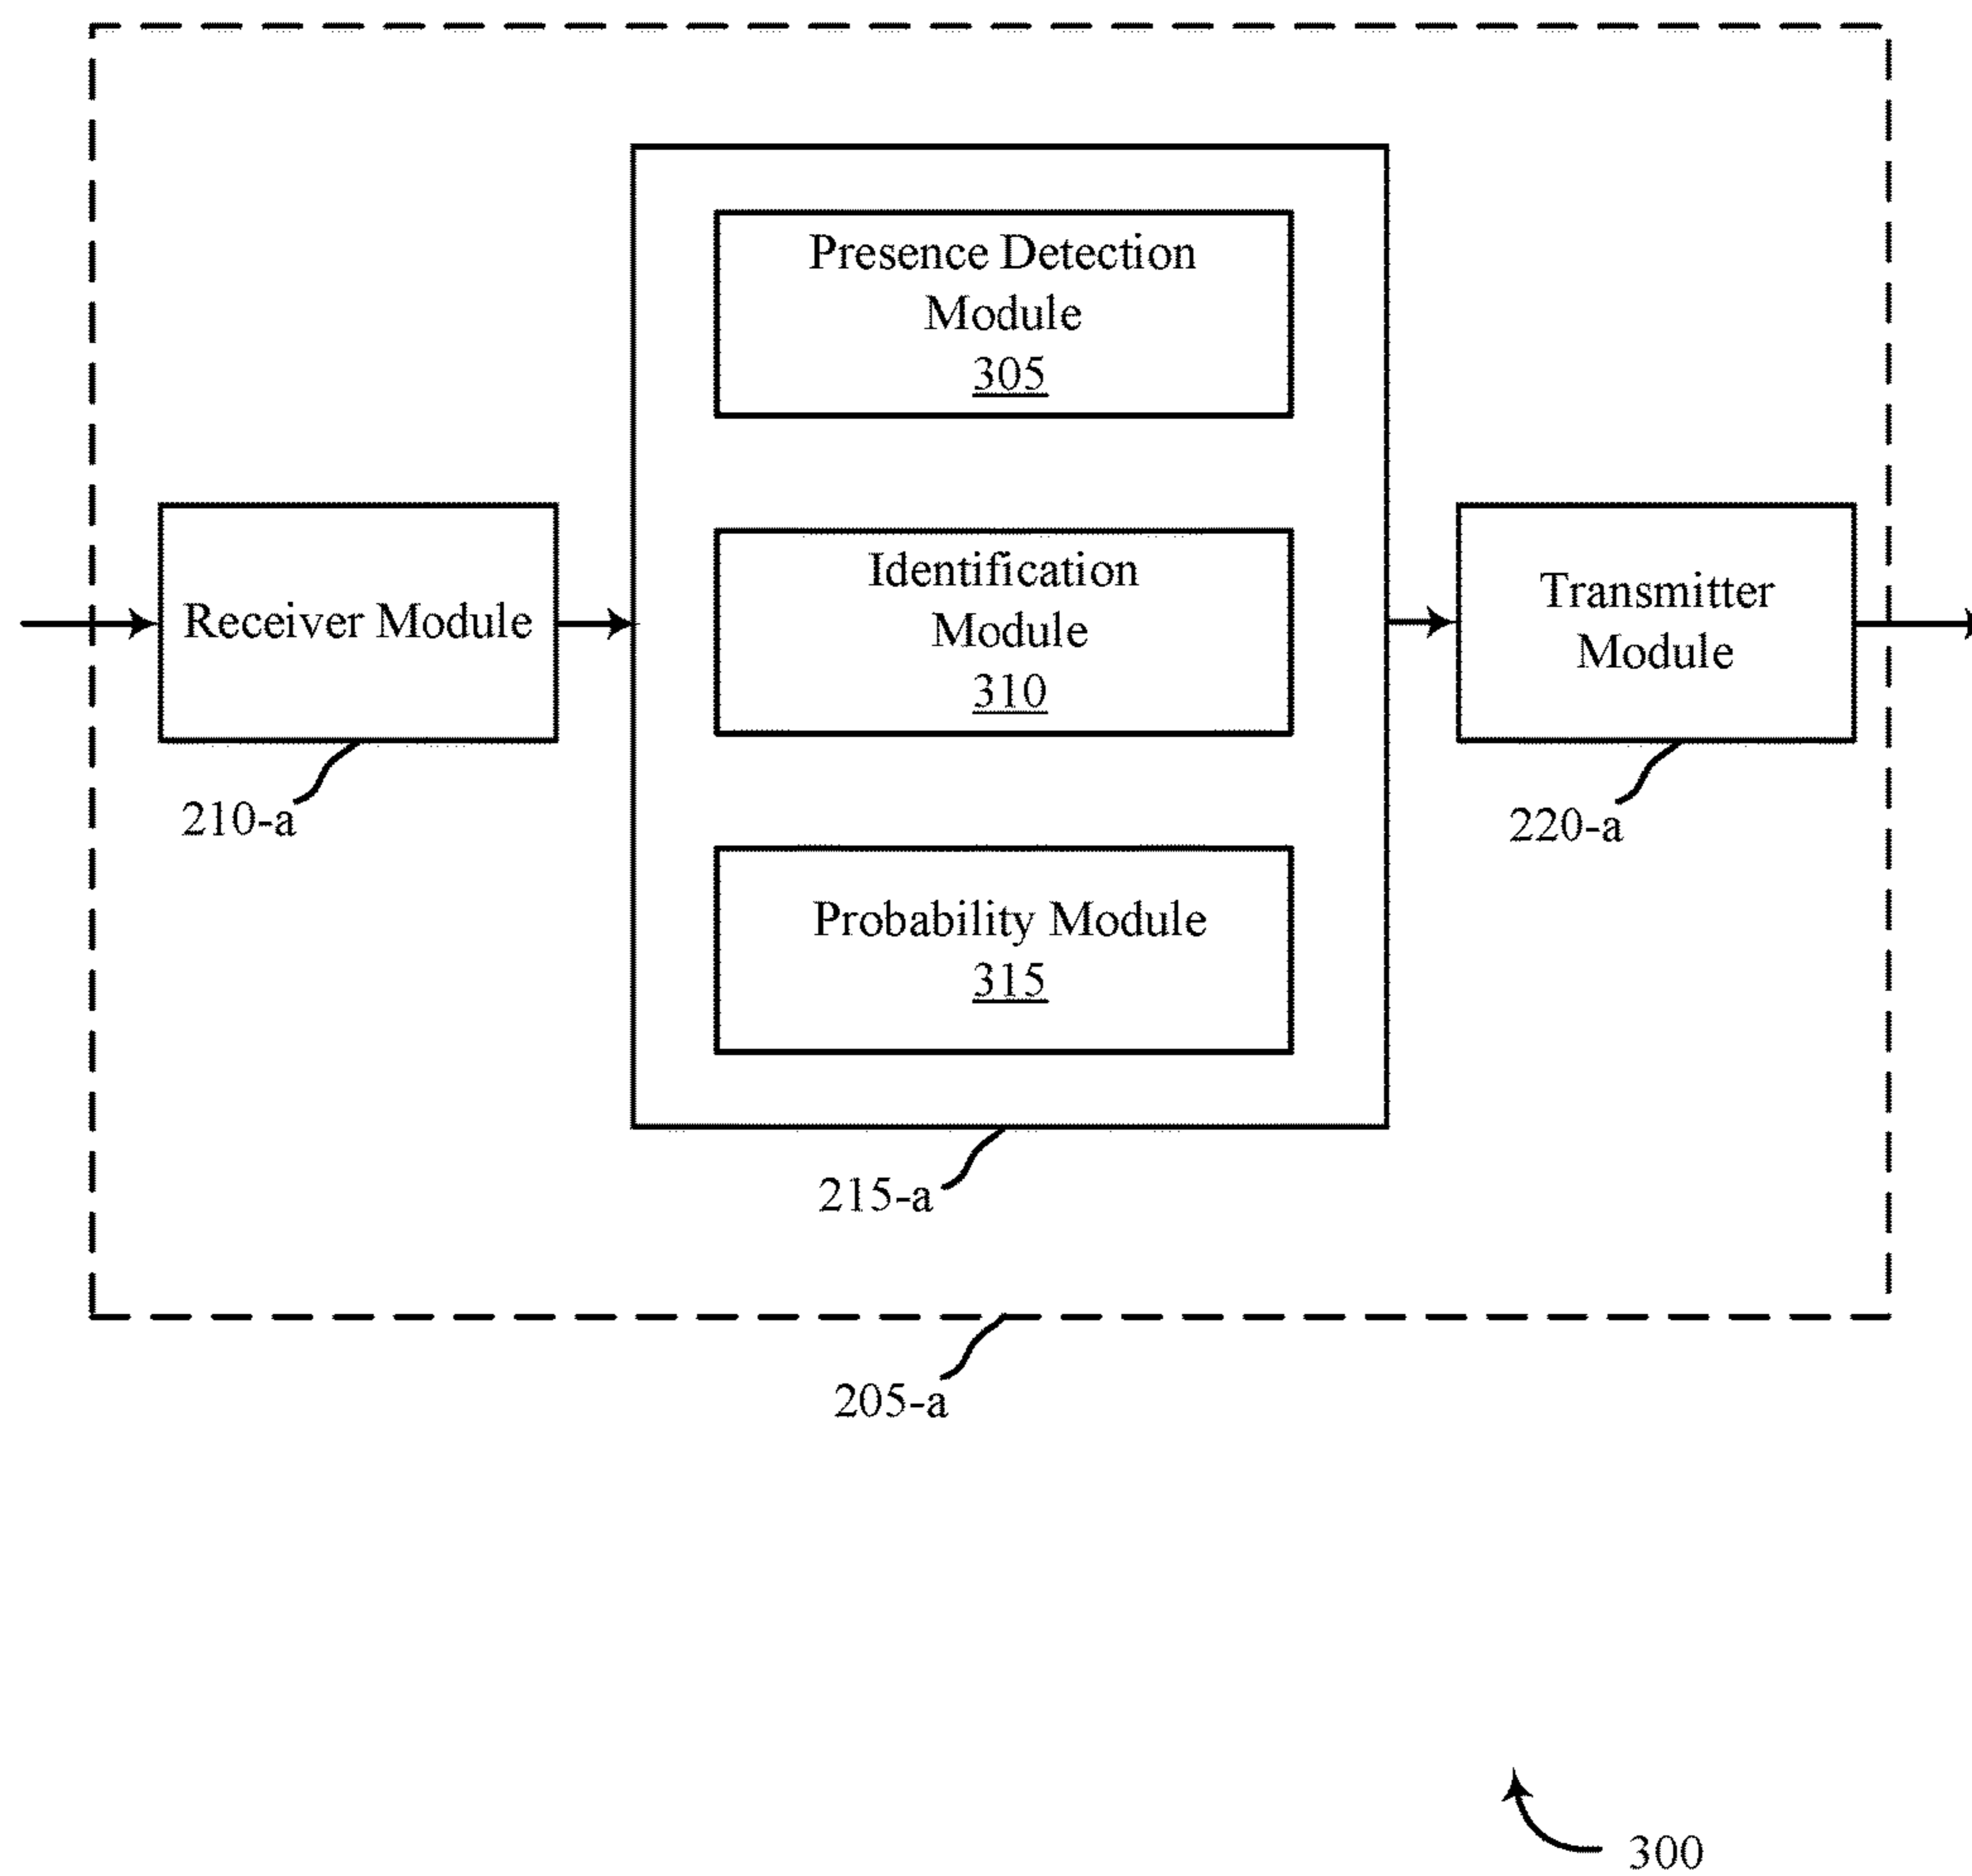 Presence Detection
Module
305
Receiver Module
210-a
Identification
Module
310
Transmitter
Module
220-a
Probability Module
315
215-a
205-a
300